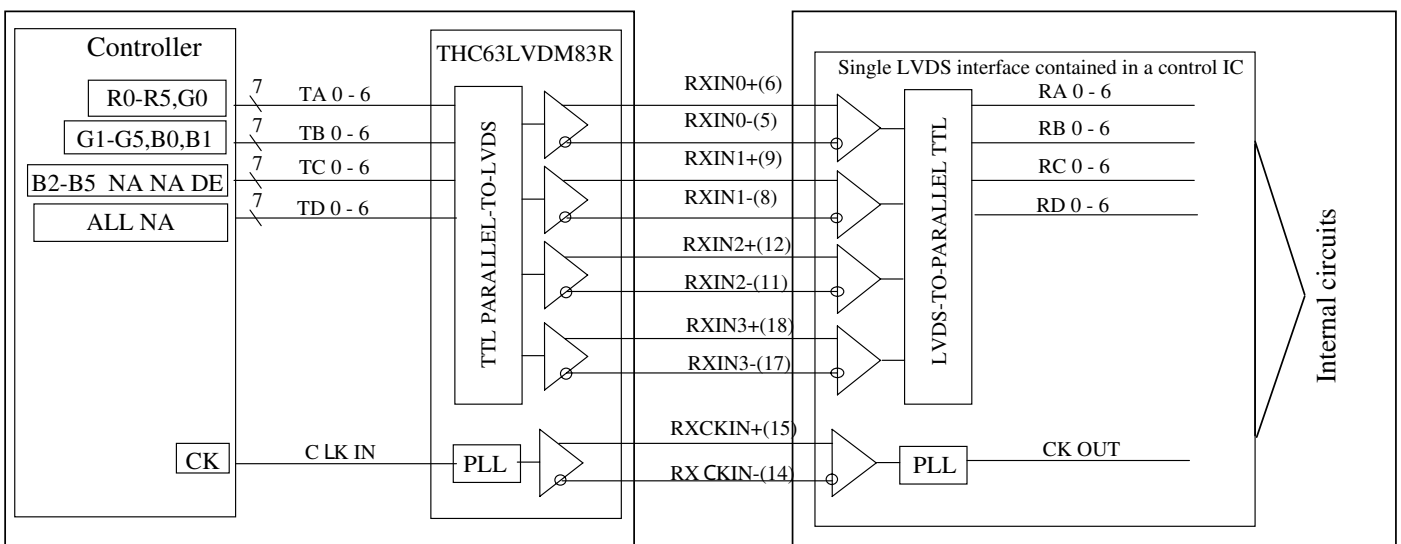 Controller
R0-R5,G0
G1-G5,B0,B1
B2-B5 NA NA DE
ALL NA
CK
7
TA 0 - 6
7
TB 0 - 6
7
TC 0 - 6
7
TD 0 - 6
CLK IN
THC63LVDM83R
TTL PARALLEL-TO-LVDS
PLL
RXIN0+(6)
RXIN0-(5)
RXIN1+(9)
RXIN1-(8)
RXIN2+(12)
RXIN2-(11)
RXIN3+(18)
RXIN3-(17)
RXCKIN+(15)
RXCKIN-(14)
Single LVDS interface contained in a control IC
LVDS-TO-PARALLEL TTL
PLL
RA 0 - 6
RB 0 - 6
RC 0 - 6
RD 0 - 6
CK OUT
Internal circuits